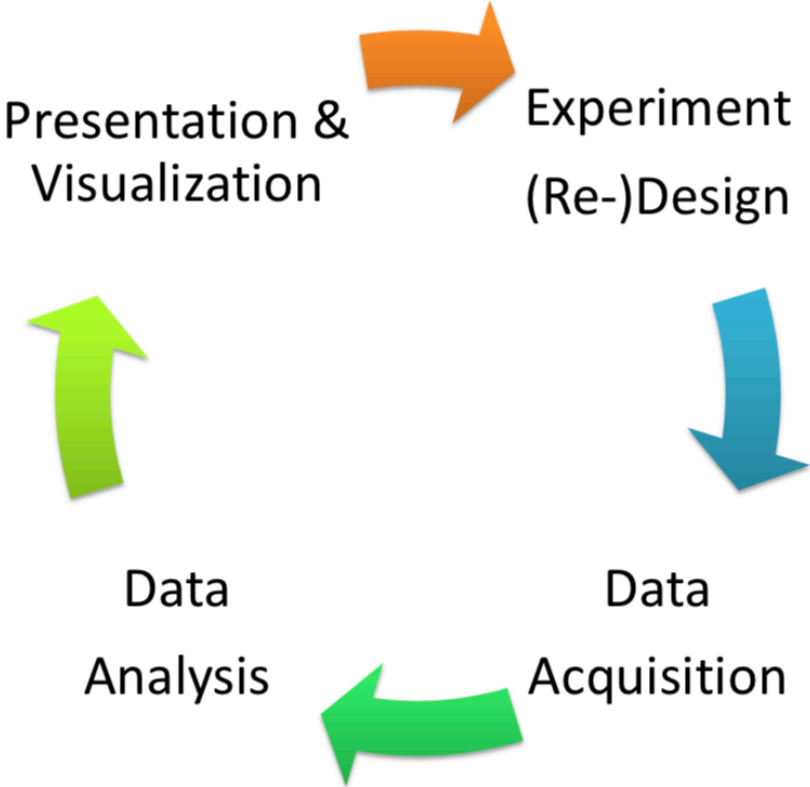 Presentation &
Visualization
Experiment
(Re-)Design
Data
Analysis
Data
Acquisition